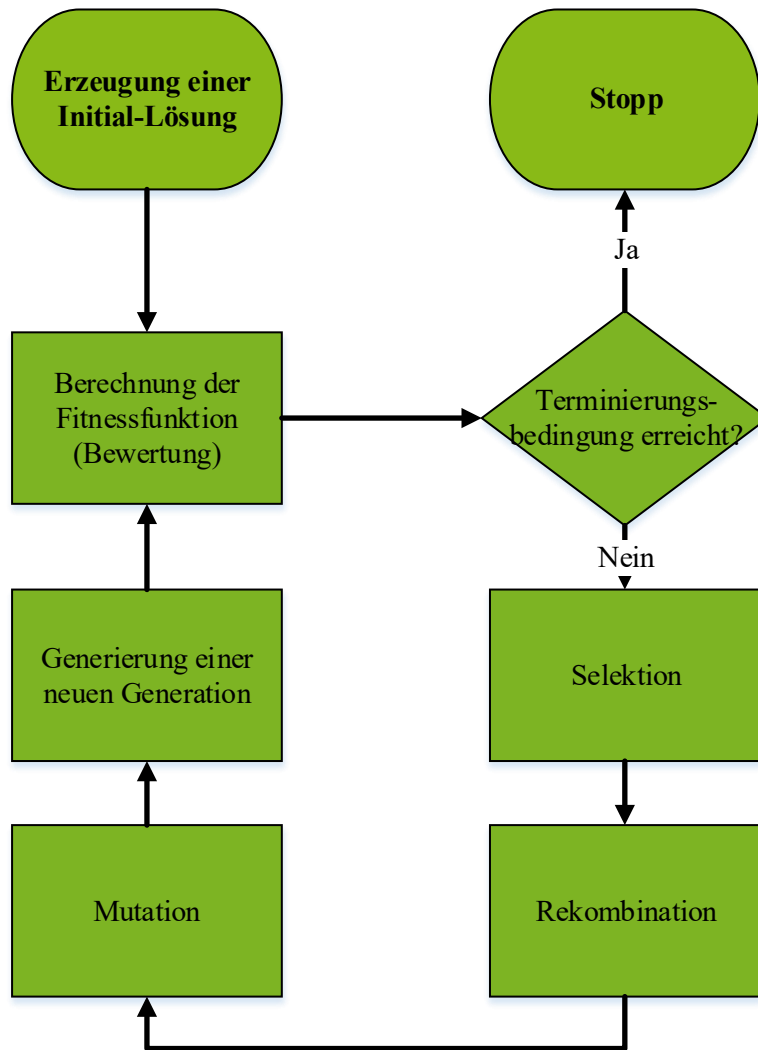 Erzeugung einer
Initial-Lösung
Stopp
Ja
Berechnung der
Fitnessfunktion
(Bewertung)
Terminierungs-
bedingung erreicht?
Nein
Generierung einer
neuen Generation
Selektion
Mutation
Rekombination